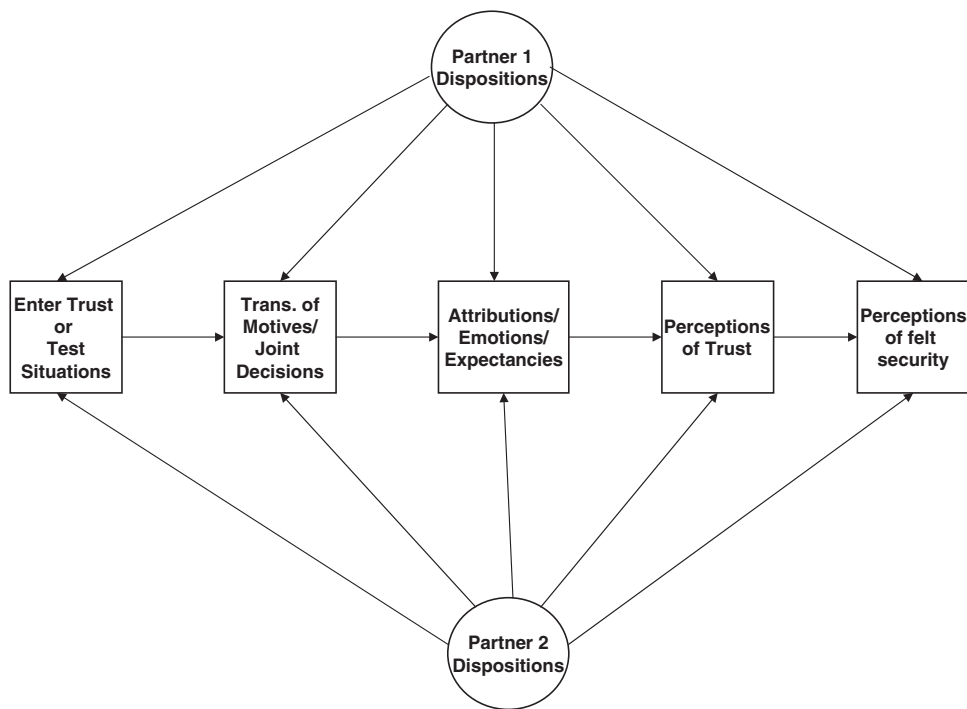 Partner 1
Dispositions
Enter Trust
or
Test
Situations
Trans. of
Motives/
Joint
Decisions
Attributions/
Emotions/
Expectancies
Perceptions
of Trust
Perceptions
of felt
security
Partner 2
Dispositions